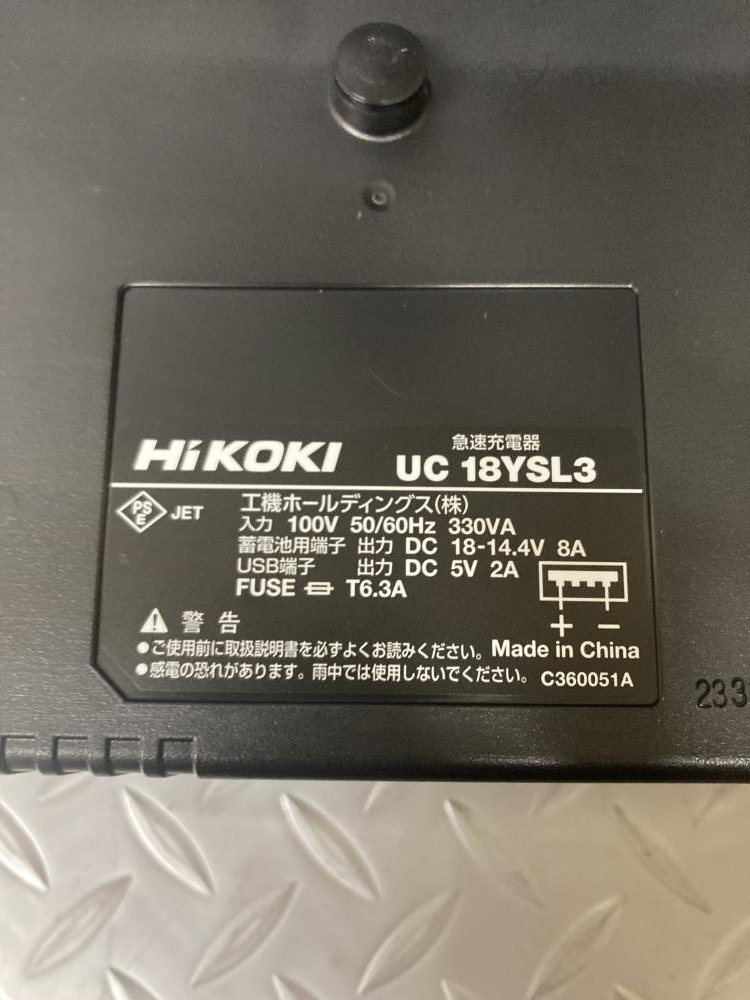 急速充電器
HiKOKI UC 18YSL3
PSE JET 工機ホールディングス(株)
入力 100V 50/60Hz 330VA
蓄電池用端子 出力 DC 18-14.4V 8A
USB端子 出力 DC 5V 2A
FUSE T6.3A
+ −
⚠ 警告
●ご使用前に取扱説明書を必ずよくお読みください。 Made in China
●感電の恐れがあります。雨中では使用しないでください。 C360051A